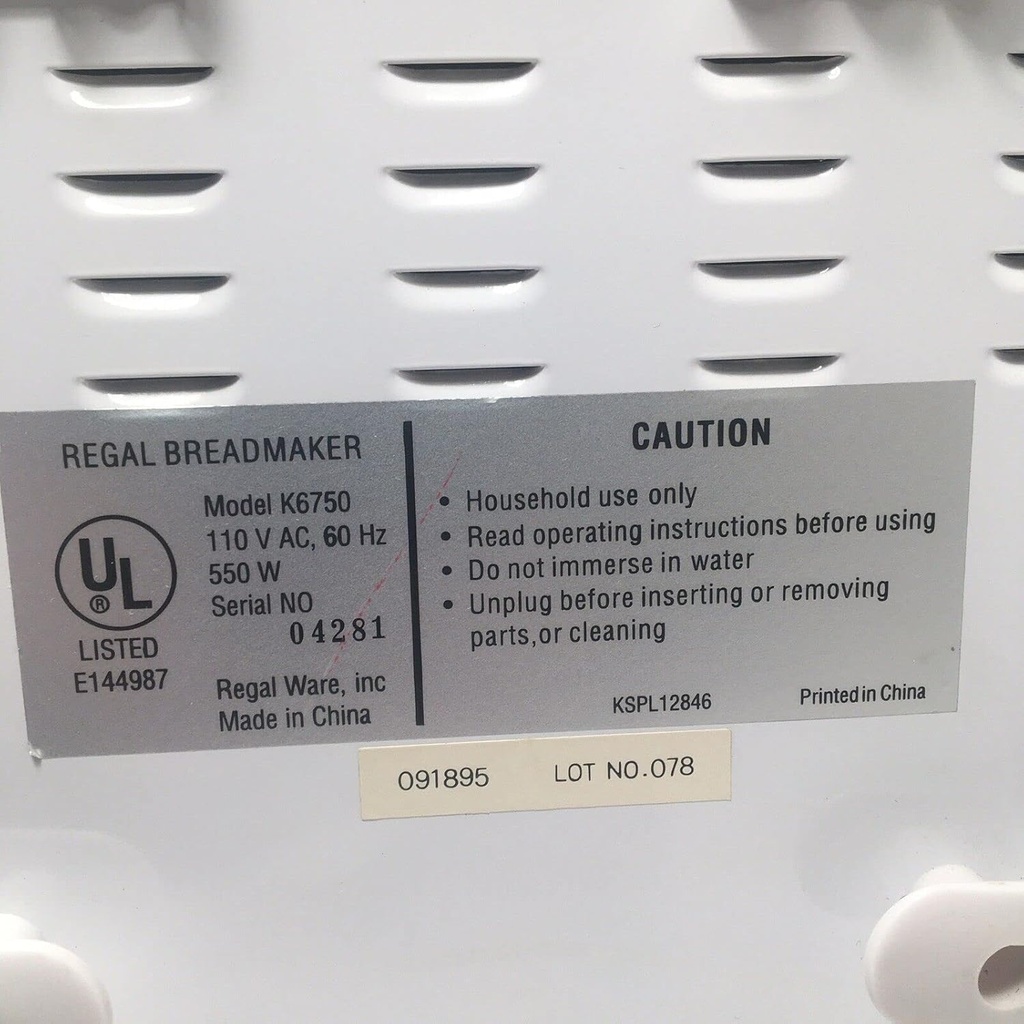 REGAL BREADMAKER
UL
®
LISTED
E144987
Model K6750
110 V AC, 60 Hz
550 W
Serial NO
04281
Regal Ware, inc
Made in China
CAUTION
• Household use only
• Read operating instructions before using
• Do not immerse in water
• Unplug before inserting or removing
parts,or cleaning
KSPL12846
Printed in China
091895 LOT NO.078